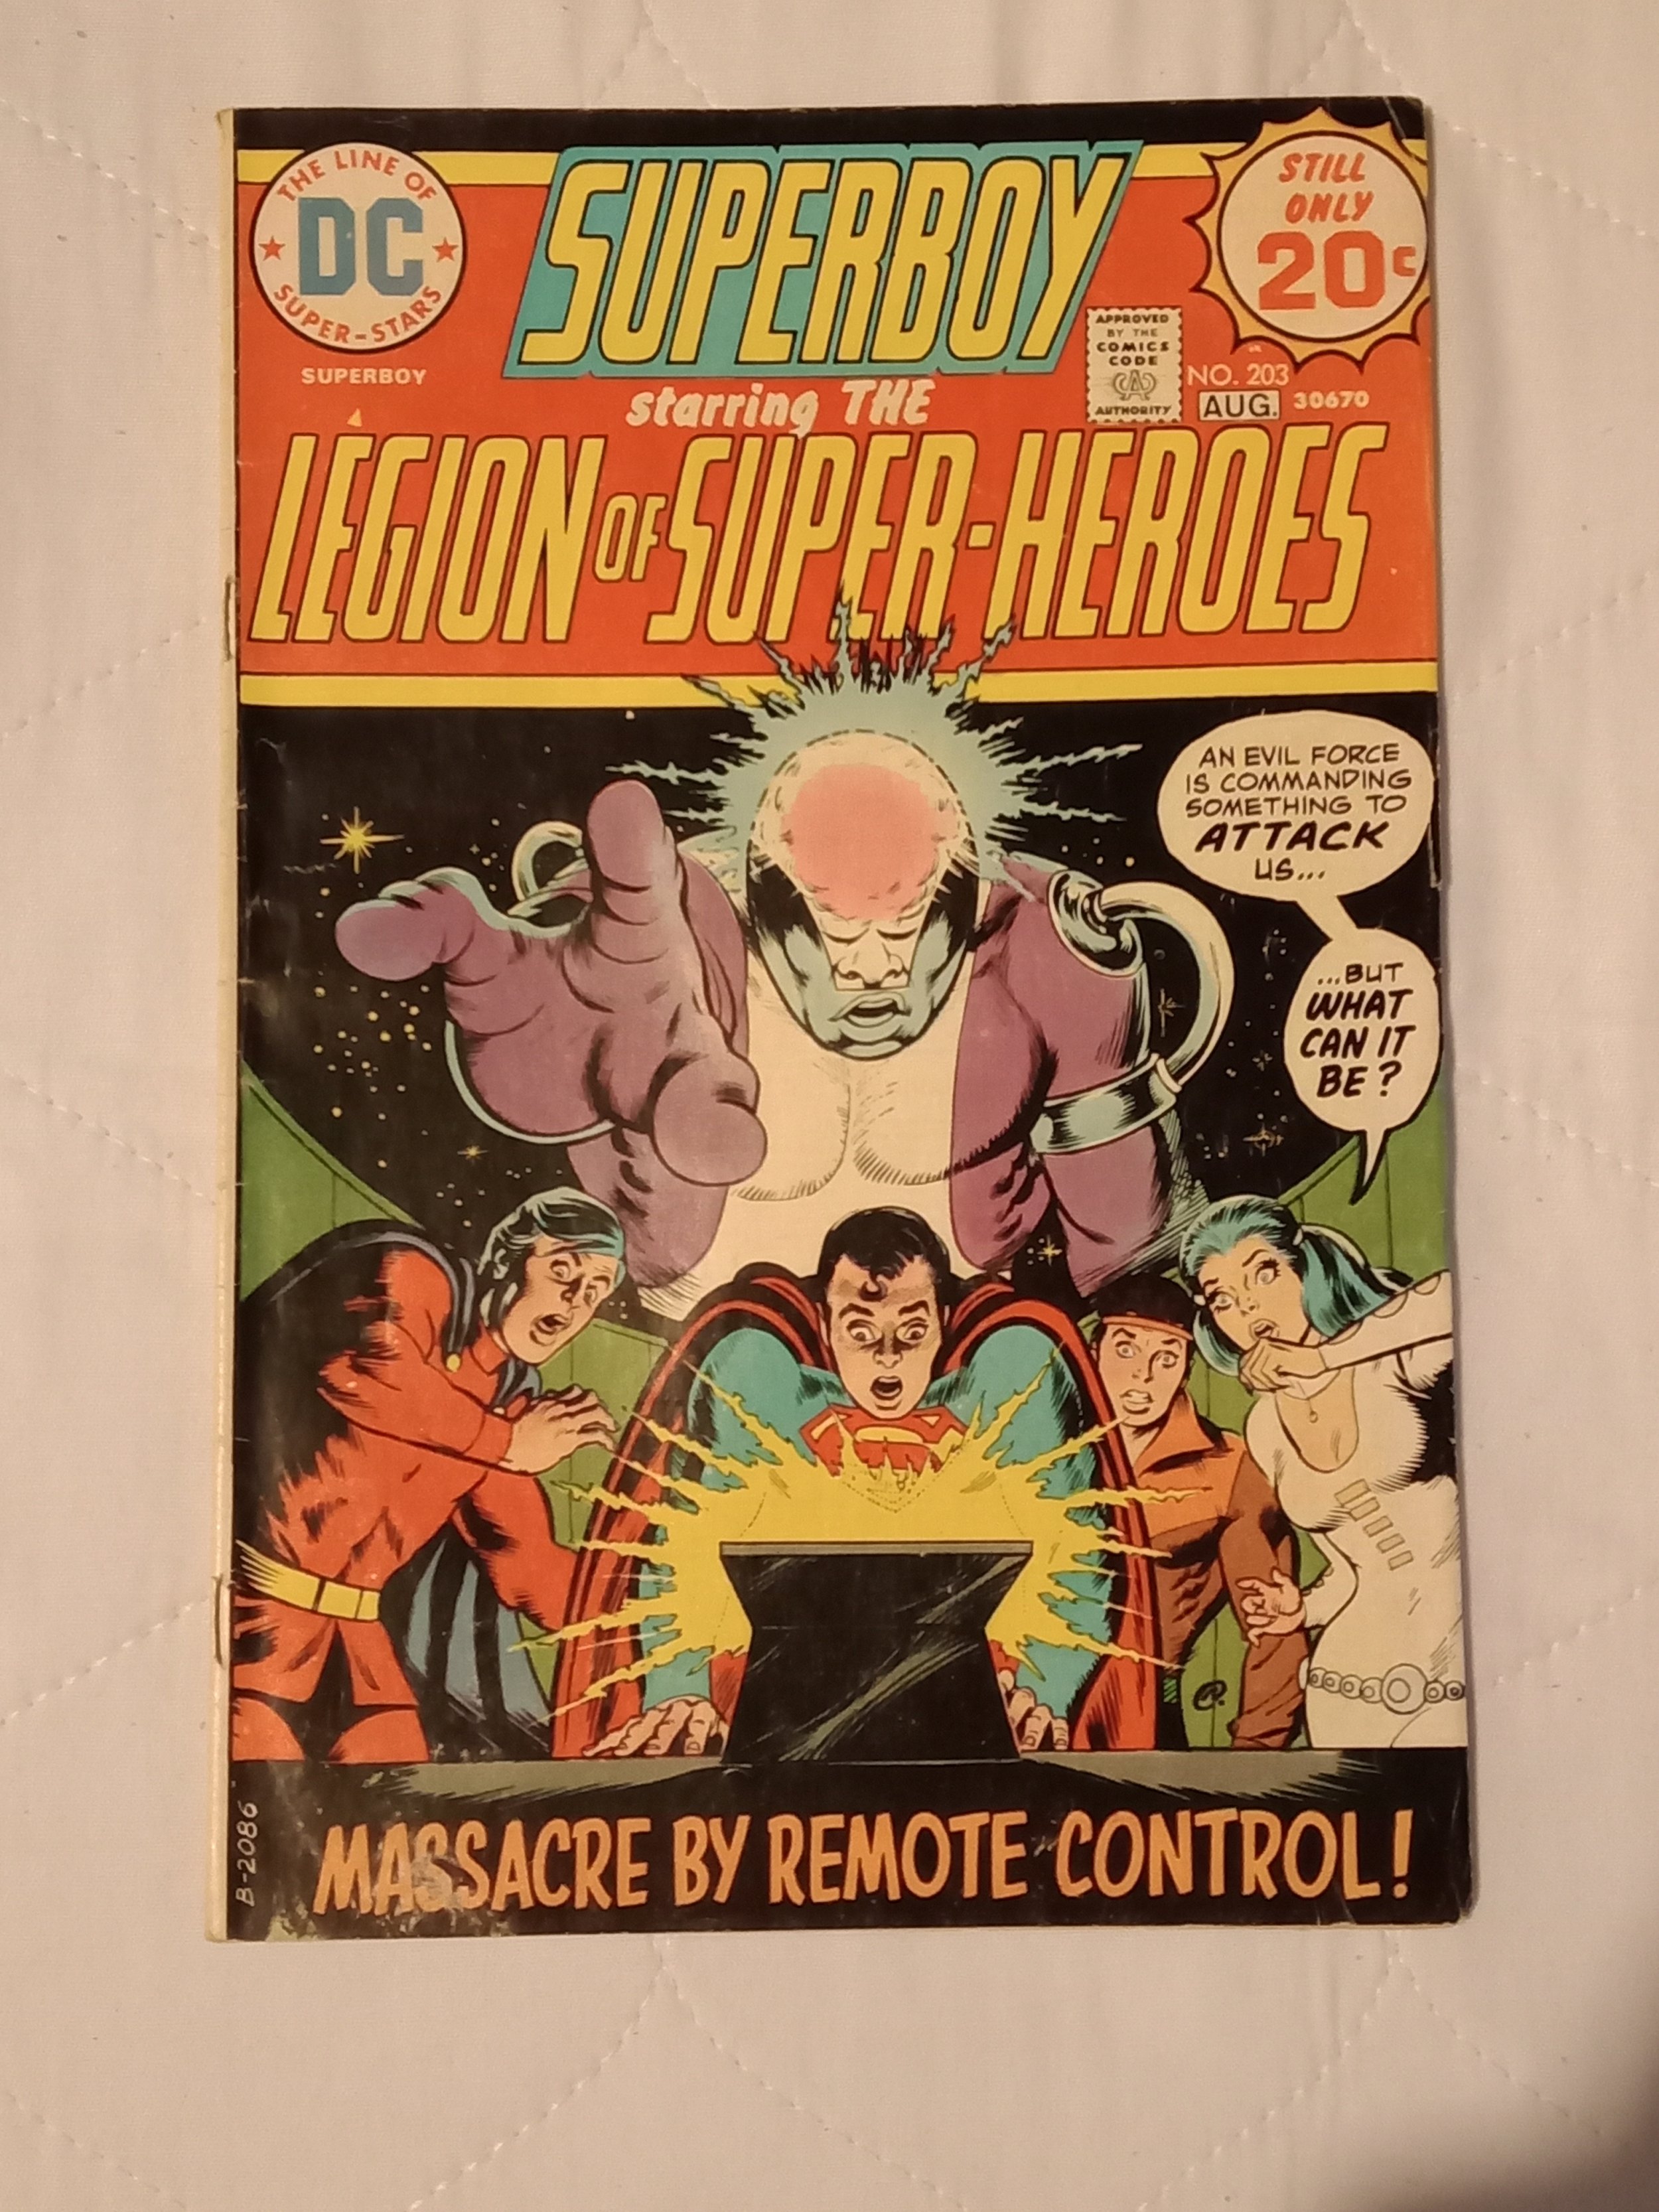 THE LINE OF
DC
SUPER-STARS
SUPERBOY
SUPERBOY
starring THE
LEGION OF SUPER-HEROES
STILL
ONLY
20¢
APPROVED
BY THE
COMICS
CODE
CA
AUTHORITY
NO. 203
AUG. 30670
AN EVIL FORCE
IS COMMANDING
SOMETHING TO
ATTACK
US...
...BUT
WHAT
CAN IT
BE?
B-2086
MASSACRE BY REMOTE CONTROL!